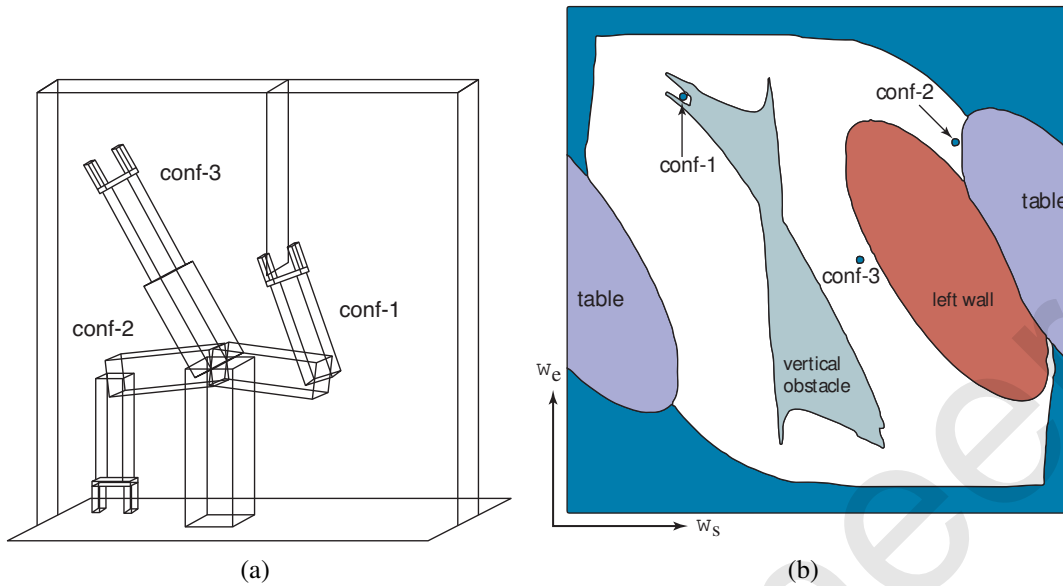 conf-3
conf-2
conf-1
(a)
conf-2
conf-1
table
conf-3
table
left wall
vertical
obstacle
We
Ws
(b)